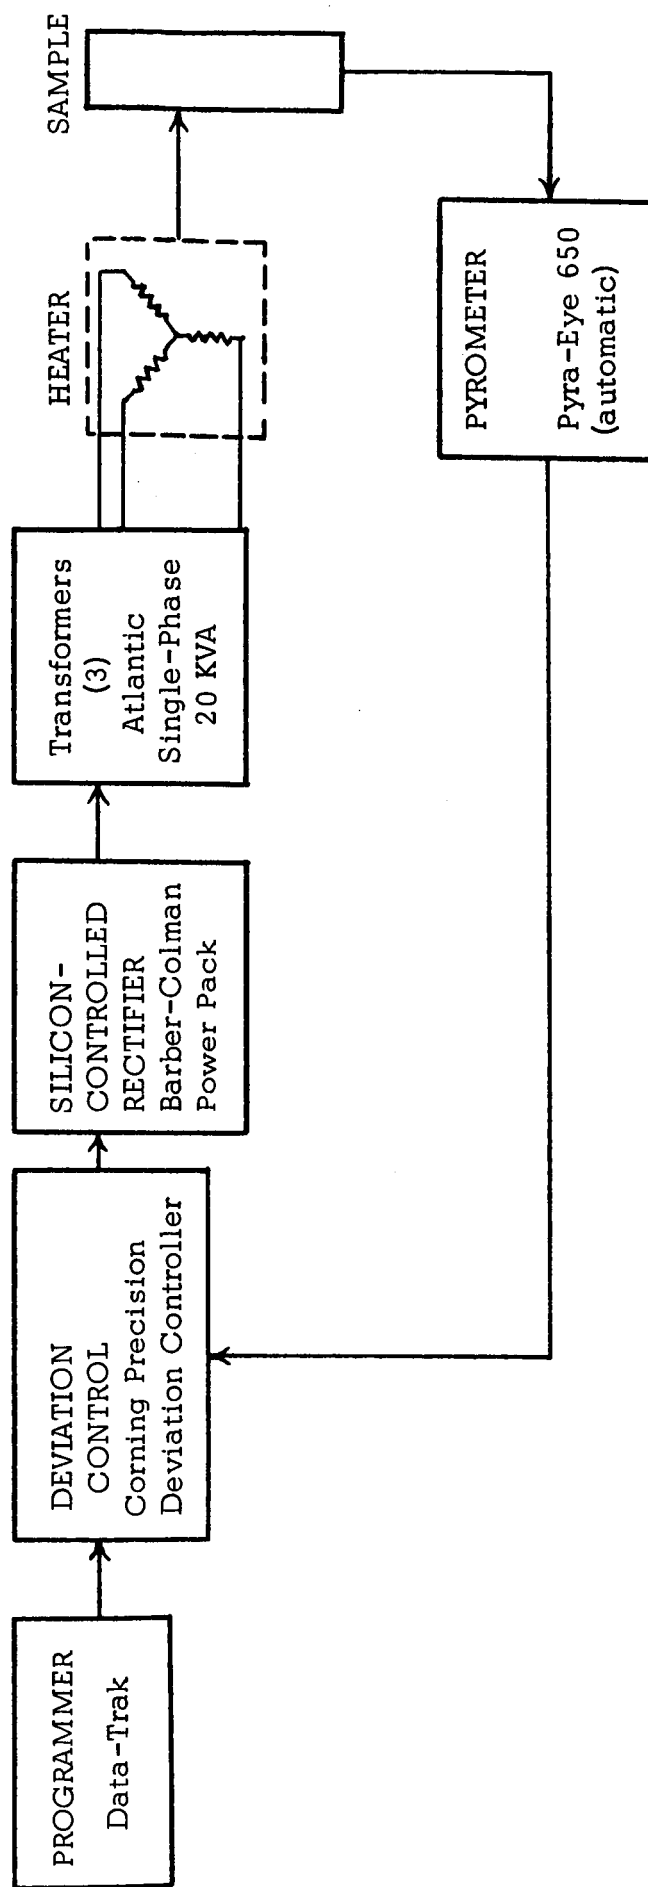 PROGRAMMER
Data-Trak
DEVIATION
CONTROL
Corning Precision
Deviation Controller
SILICON-
CONTROLLED
RECTIFIER
Barber-Colman
Power Pack
Transformers
(3)
Atlantic
Single-Phase
20 KVA
HEATER
SAMPLE
PYROMETER
Pyra-Eye 650
(automatic)